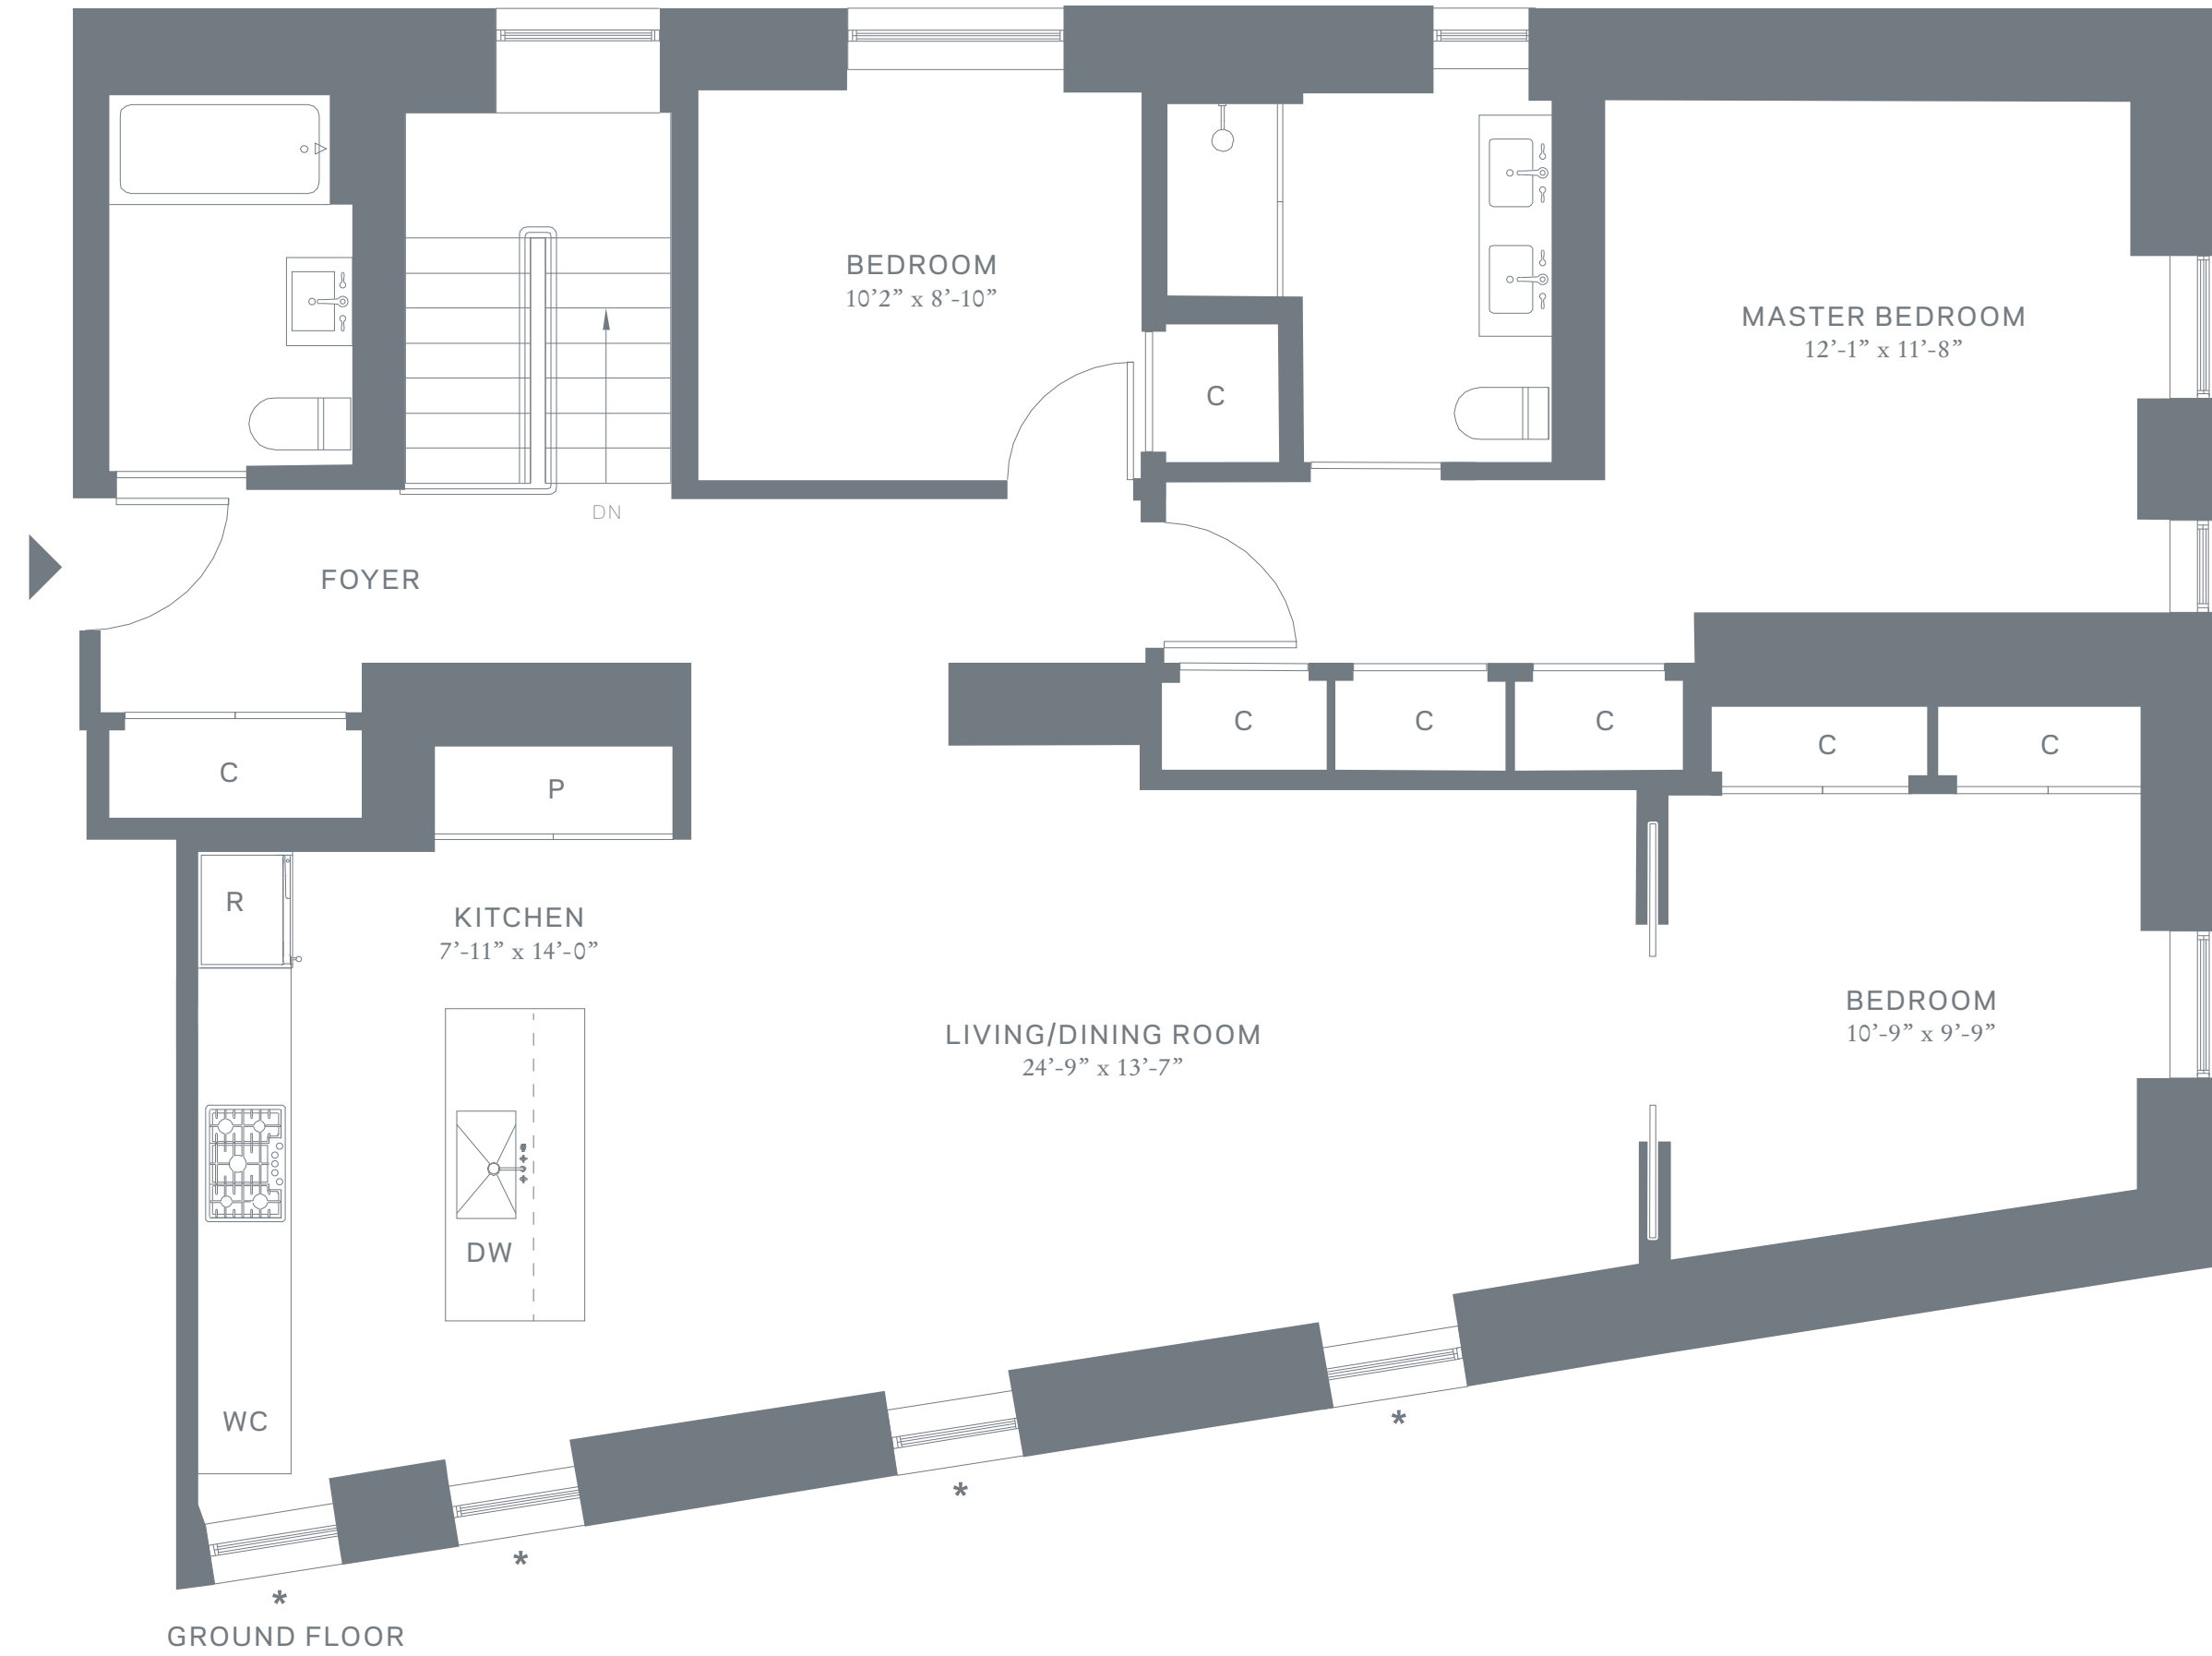 BEDROOM
10’2” x 8’-10”
MASTER BEDROOM
12’-1” x 11’-8”
C
DN
FOYER
C
C
C
C
C
C
P
R
KITCHEN
7’-11” x 14’-0”
BEDROOM
10’-9” x 9’-9”
LIVING/DINING ROOM
24’-9” x 13’-7”
DW
WC
*
*
*
*
GROUND FLOOR